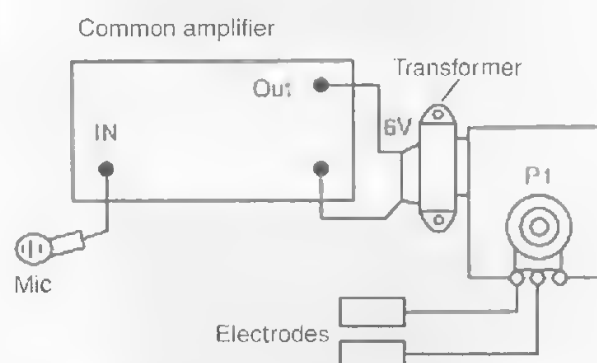 Common amplifier
Transformer
Out
6V
IN
P1
Mic
Electrodes